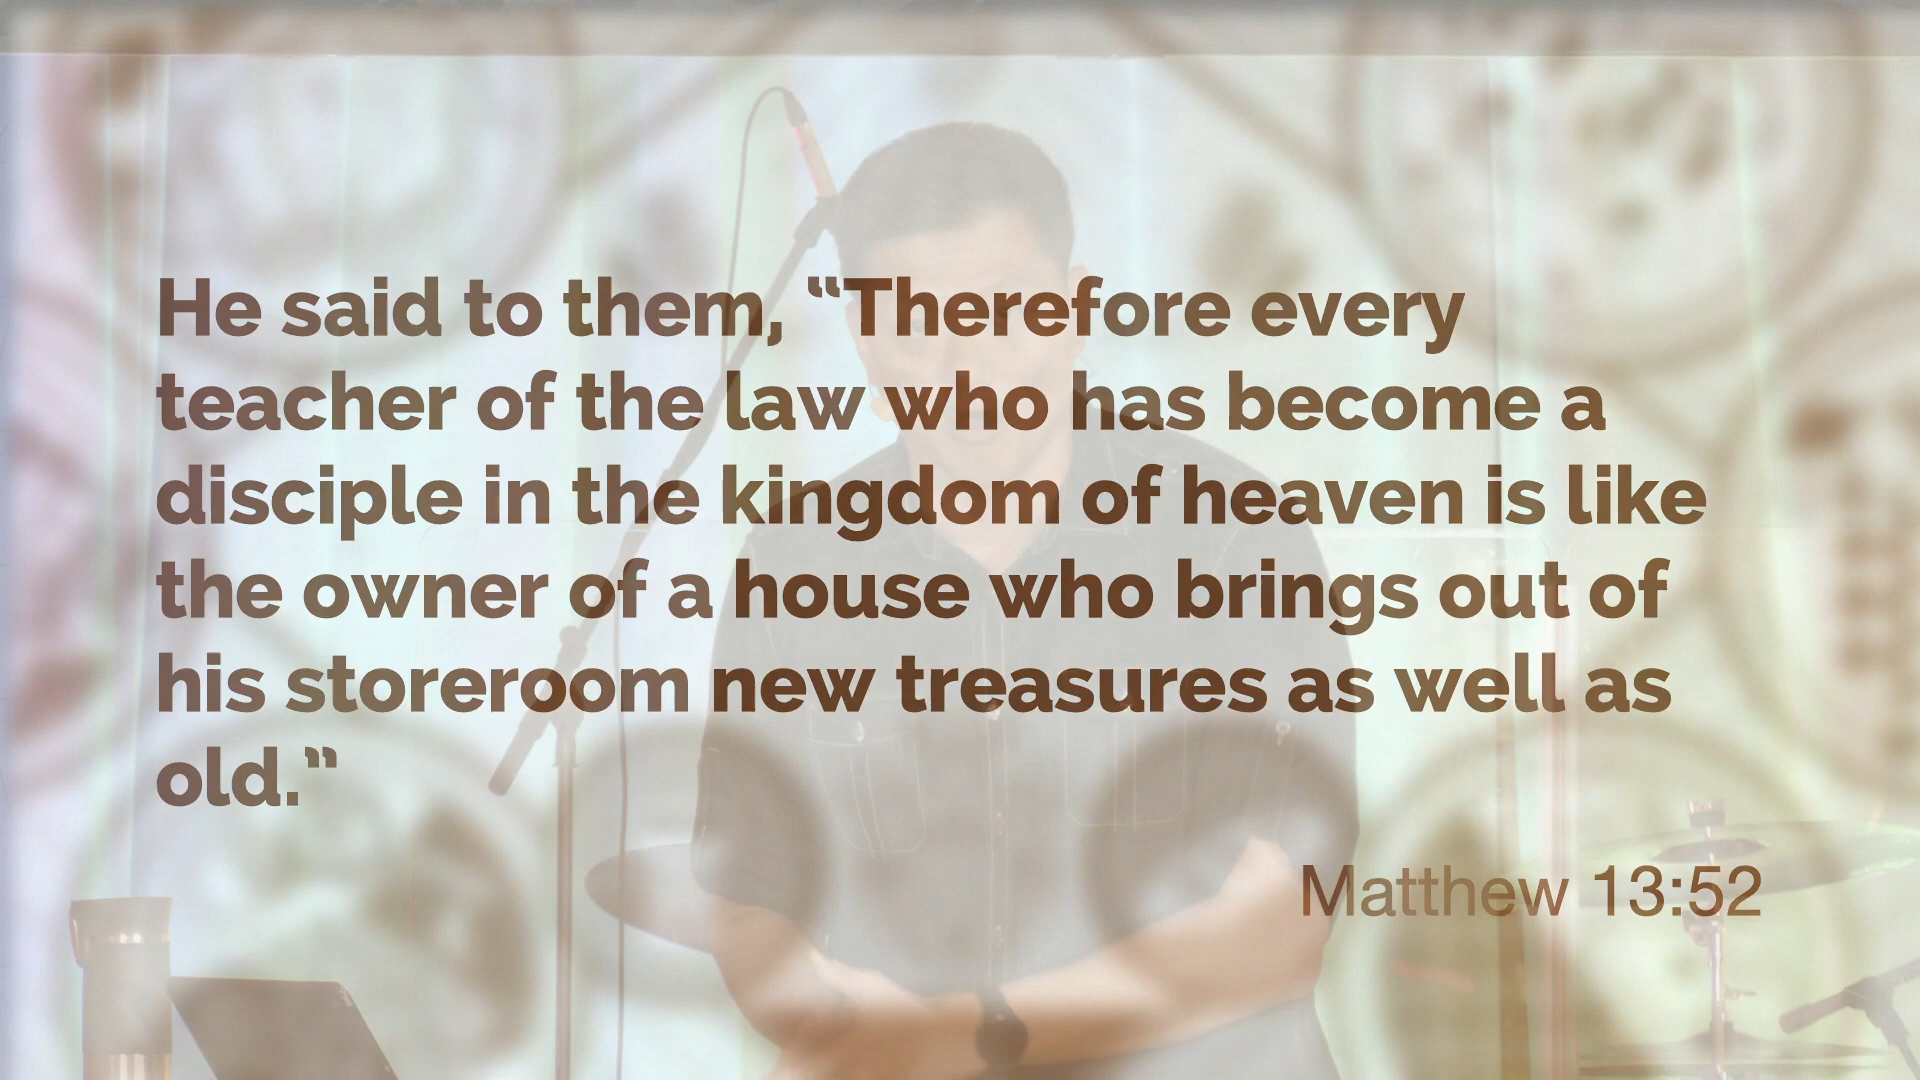 He said to them, “Therefore every
teacher of the law who has become a
disciple in the kingdom of heaven is like
the owner of a house who brings out of
his storeroom new treasures as well as
old.”
Matthew 13:52